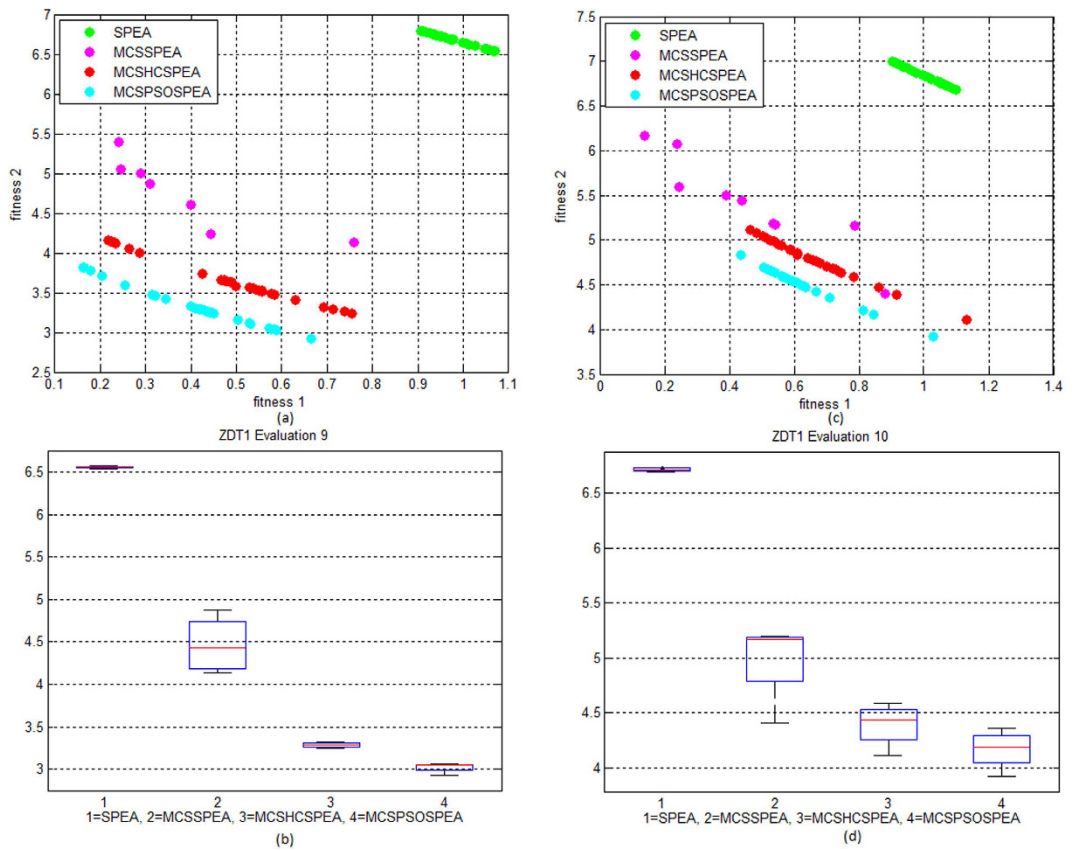 7
6.5
6
5.5
5
4.5
4
3.5
3
2.5
fitness 2
SPEA
MCSSPEA
MCSHCSPEA
MCSPSOSPEA
0.1 0.2 0.3 0.4 0.5 0.6 0.7 0.8 0.9 1 1.1
fitness 1
(a)
7.5
7
6.5
6
5.5
5
4.5
4
3.5
fitness 2
SPEA
MCSSPEA
MCSHCSPEA
MCSPSOSPEA
0 0.2 0.4 0.6 0.8 1 1.2 1.4
fitness 1
(c)
ZDT1 Evaluation 9
6.5
6
5.5
5
4.5
4
3.5
3
1 2 3 4
1=SPEA, 2=MCSSPEA, 3=MCSHCSPEA, 4=MCSPSOSPEA
(b)
ZDT1 Evaluation 10
6.5
6
5.5
5
4.5
4
1 2 3 4
1=SPEA, 2=MCSSPEA, 3=MCSHCSPEA, 4=MCSPSOSPEA
(d)